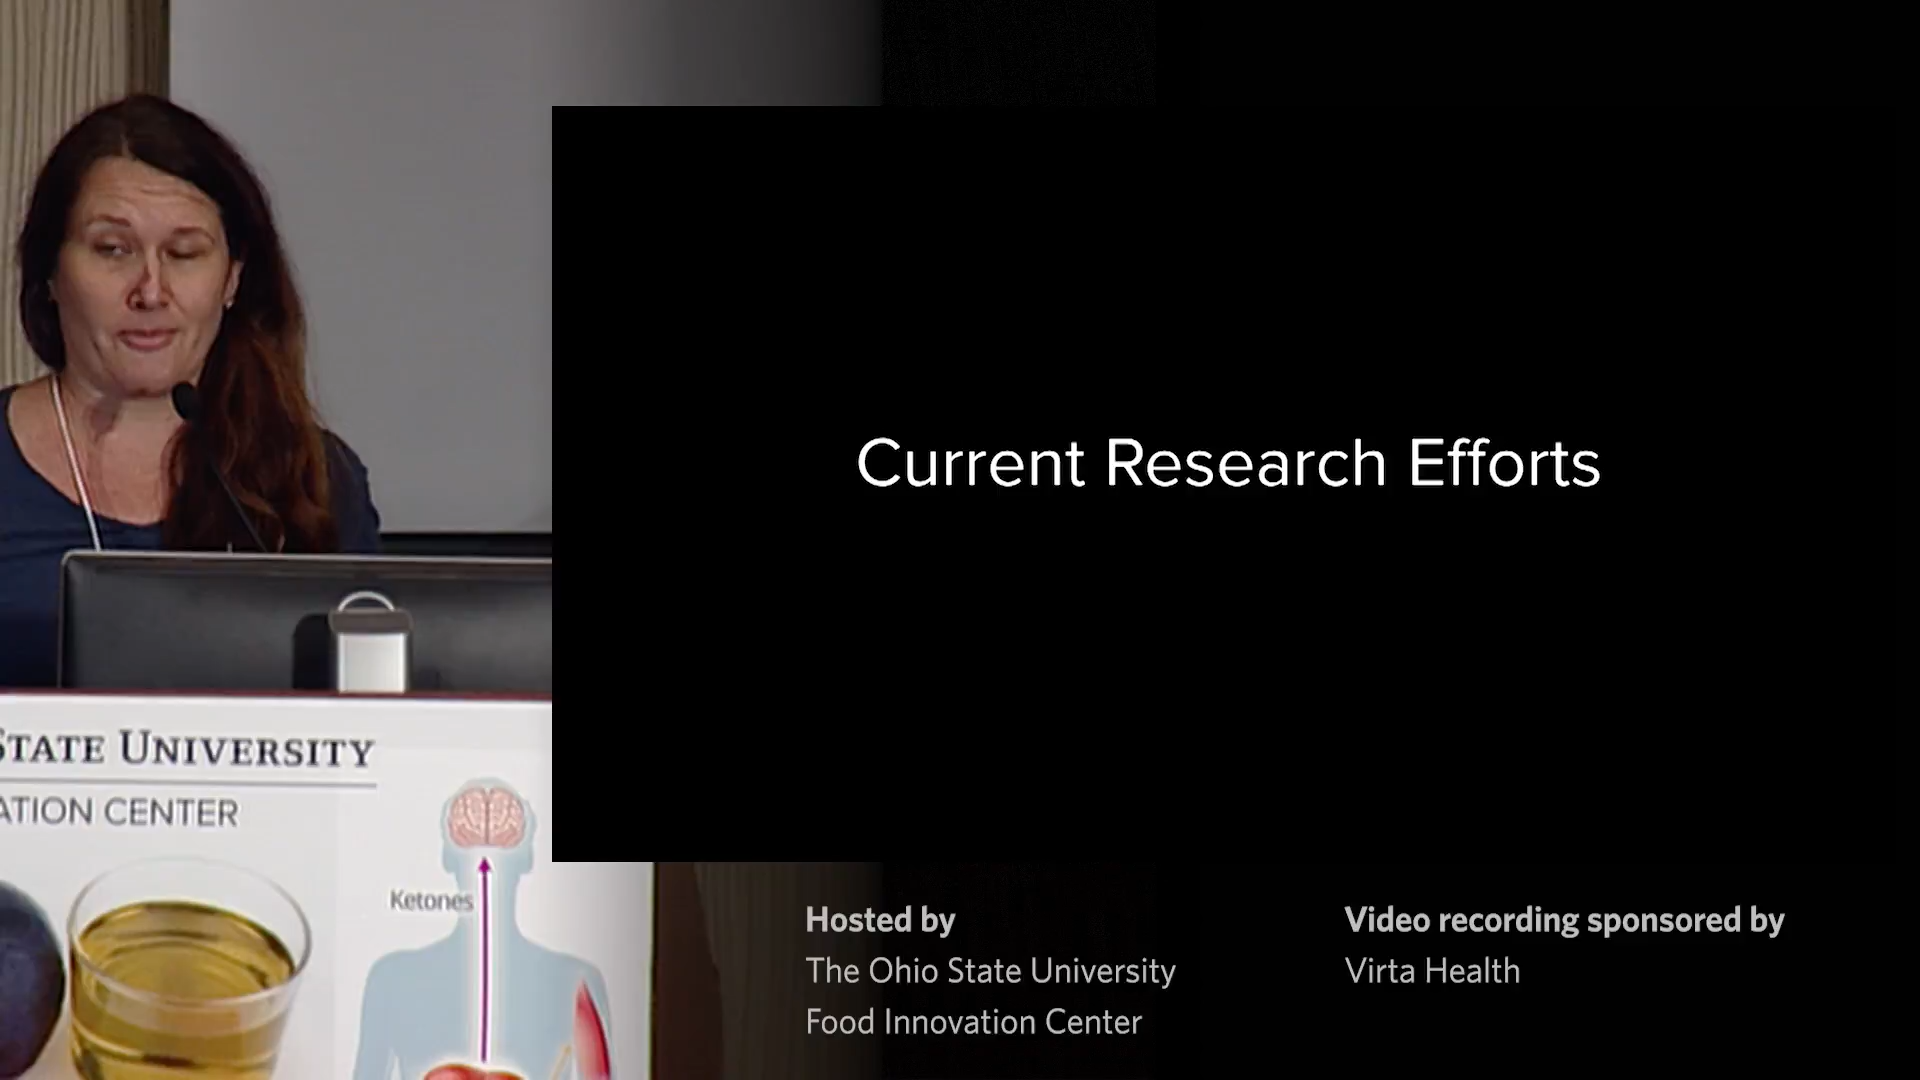 Current Research Efforts
STATE UNIVERSITY
ATION CENTER
Ketones
Hosted by
The Ohio State University
Food Innovation Center
Video recording sponsored by
Virta Health